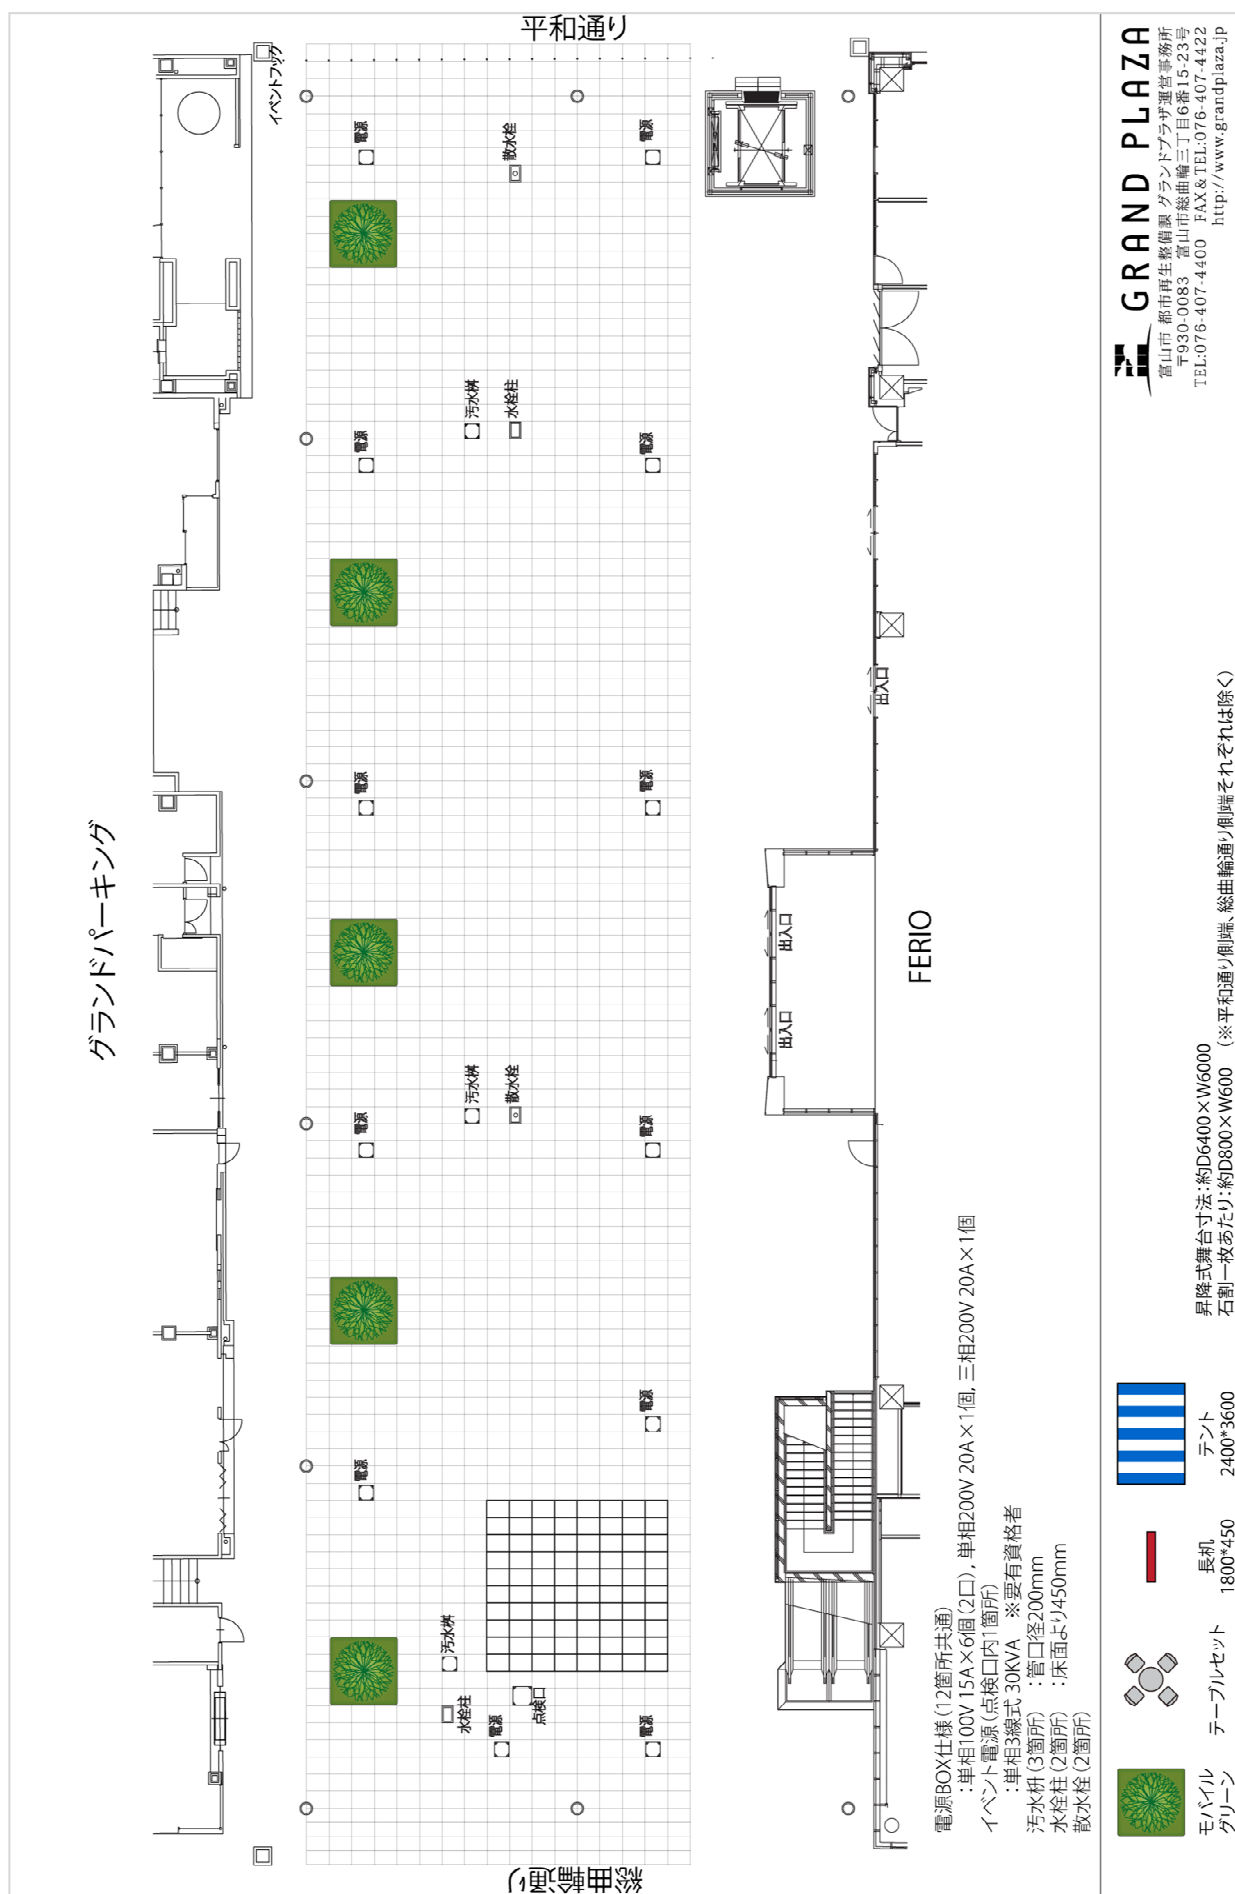 平和通り
イベントフック
電源
散水栓
電源
汚水桝
水栓柱
電源
電源
出入口
電源
電源
グランドパーキング
出入口
出入口
FERIO
汚水桝
散水栓
電源
電源
電源
電源
汚水桝
水栓柱
点検口
電源
電源
総曲輪通り
電源BOX仕様(12箇所共通)
:単相100V15A×6個(2口), 単相200V 20A×1個, 三相200V 20A×1個
イベント電源(点検口内1箇所)
:単相3線式 30KVA ※要有資格者
汚水枡(3箇所) :管口径200mm
水栓柱(2箇所) :床面より450mm
散水栓(2箇所)
GRAND PLAZA
富山市 都市再生整備課 グランドプラザ運営事務所
〒930-0083 富山市総曲輪三丁目6番15-23号
TEL:076-407-4400 FAX&TEL:076-407-4422
http://www.grandplaza.jp
昇降式舞台寸法:約D6400×W6000
石割一枚あたり:約D800×W600 (※平和通り側端、総曲輪通り側端それぞれは除く)
モバイル
グリーン
テーブルセット
長机
1800*450
テント
2400*3600